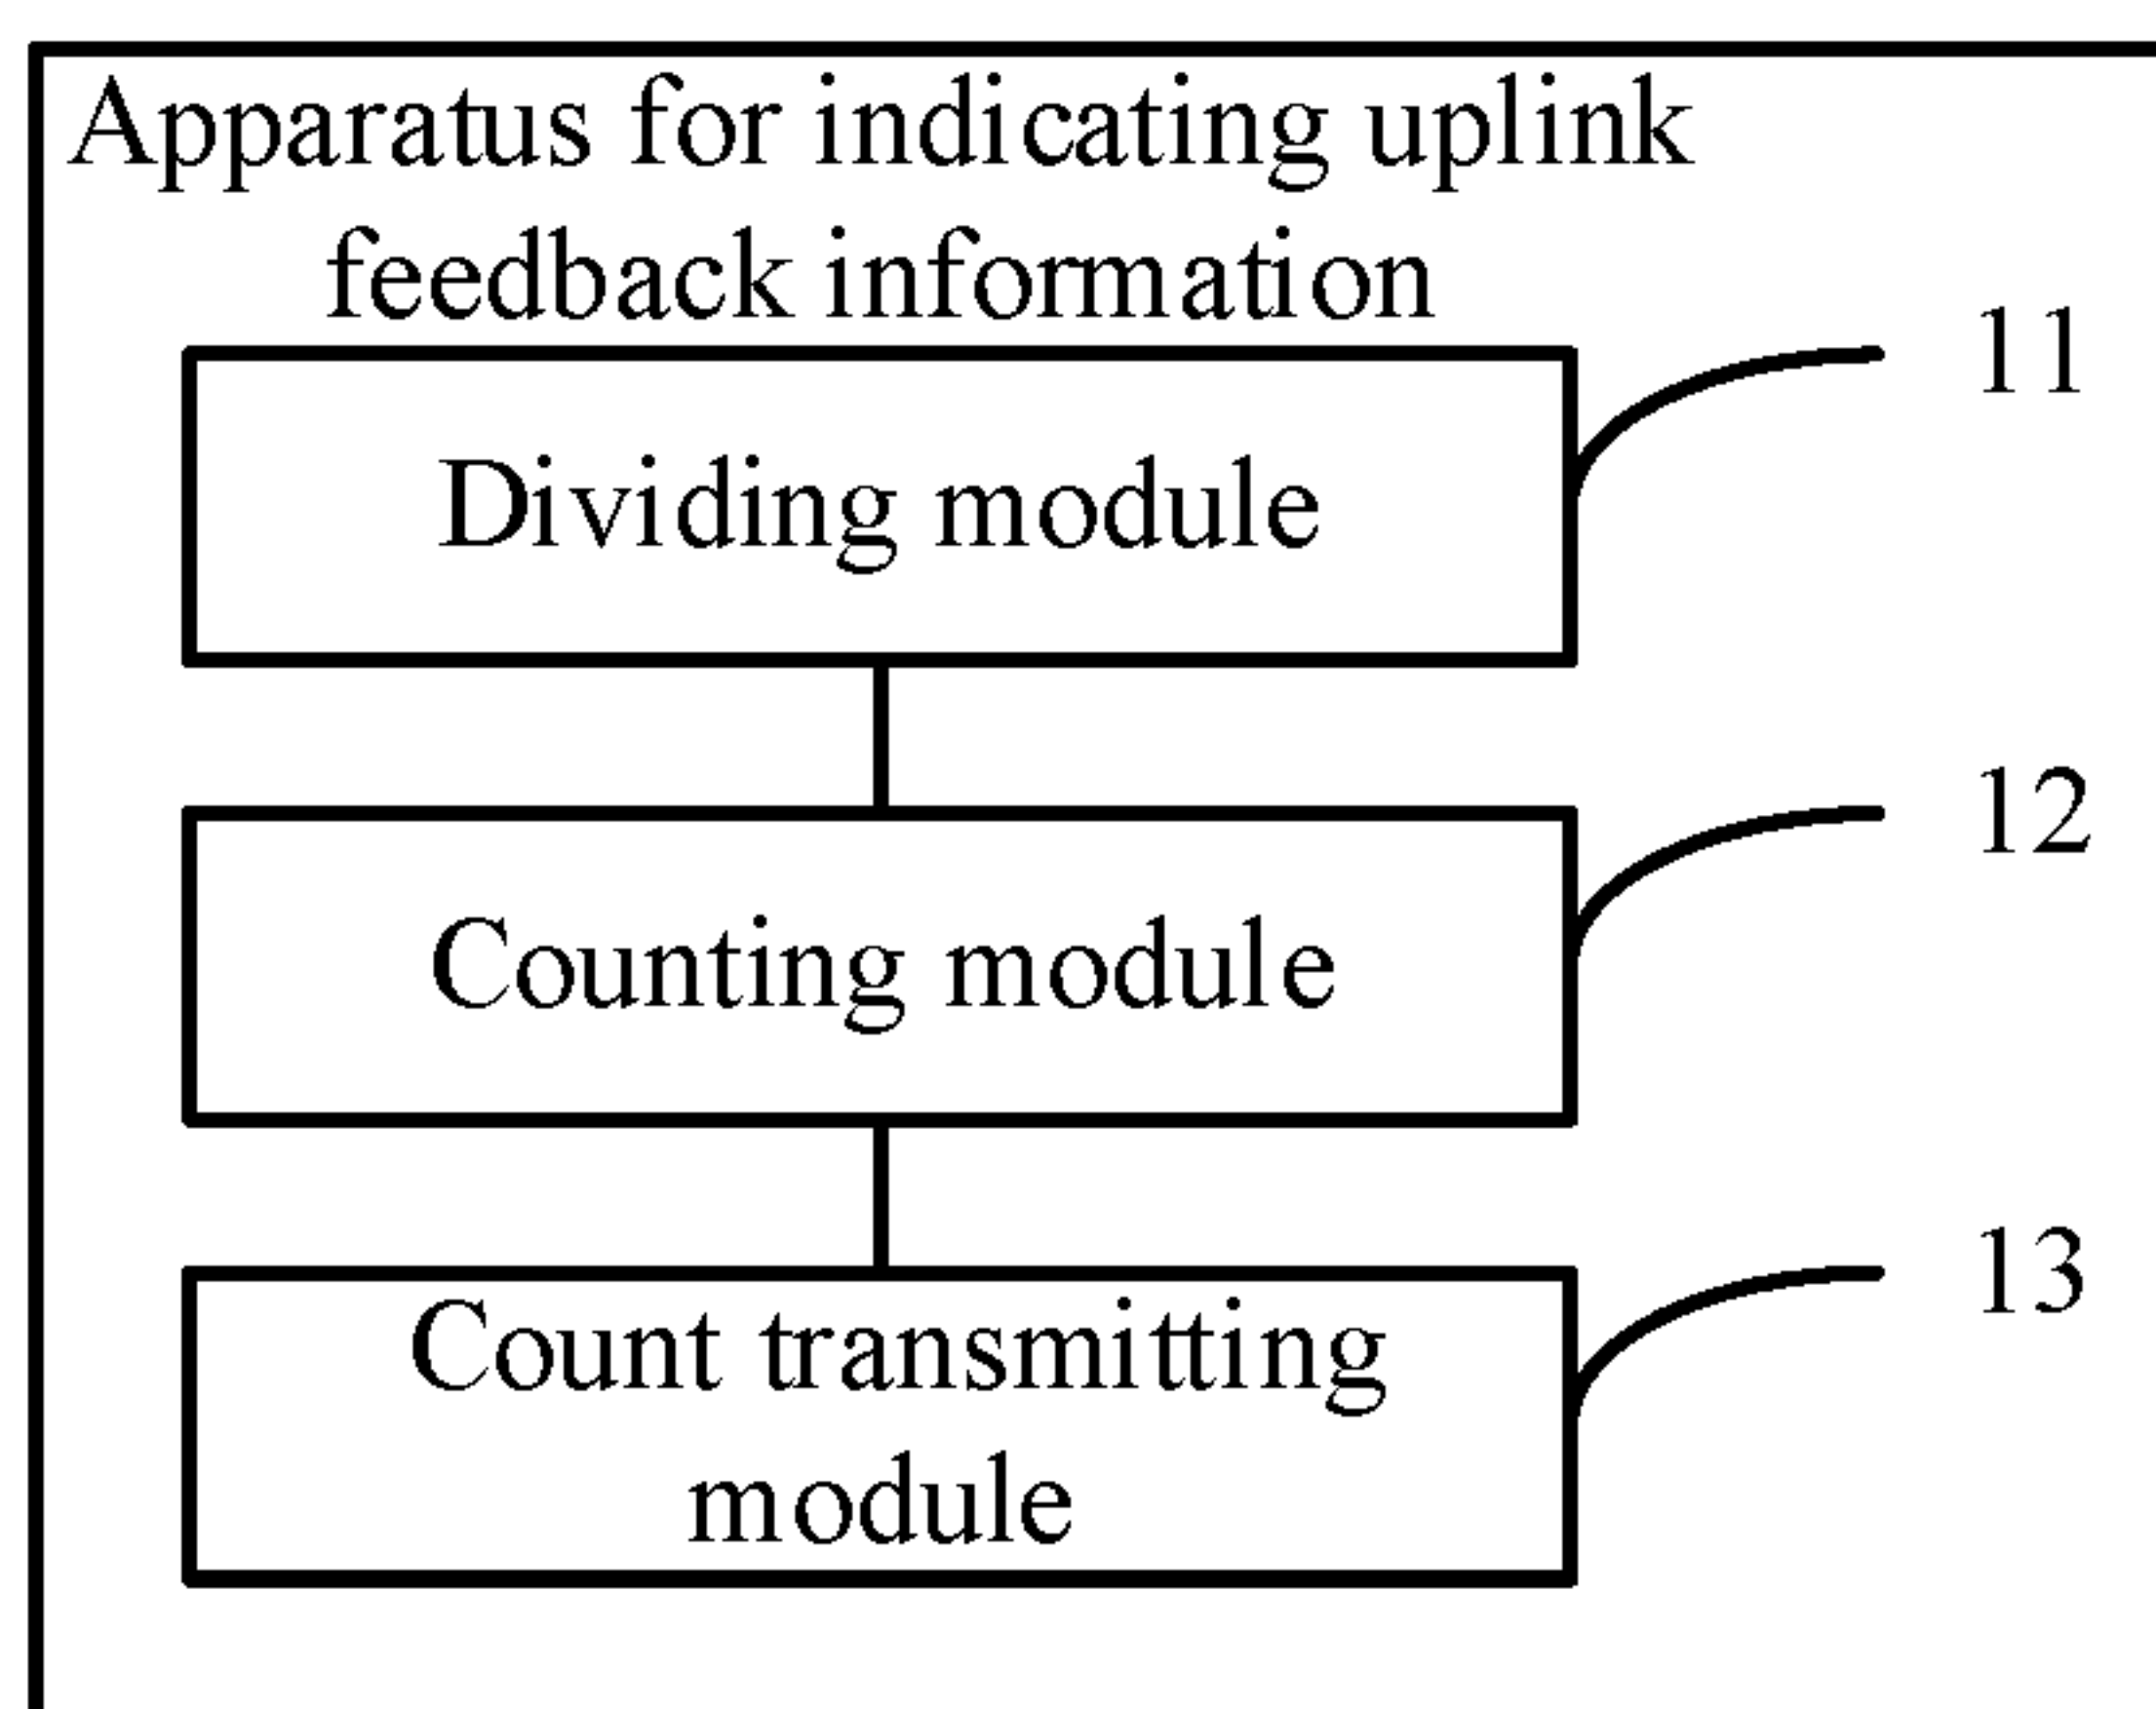 Apparatus for indicating uplink
feedback information
11
Dividing module
12
Counting module
13
Count transmitting
module